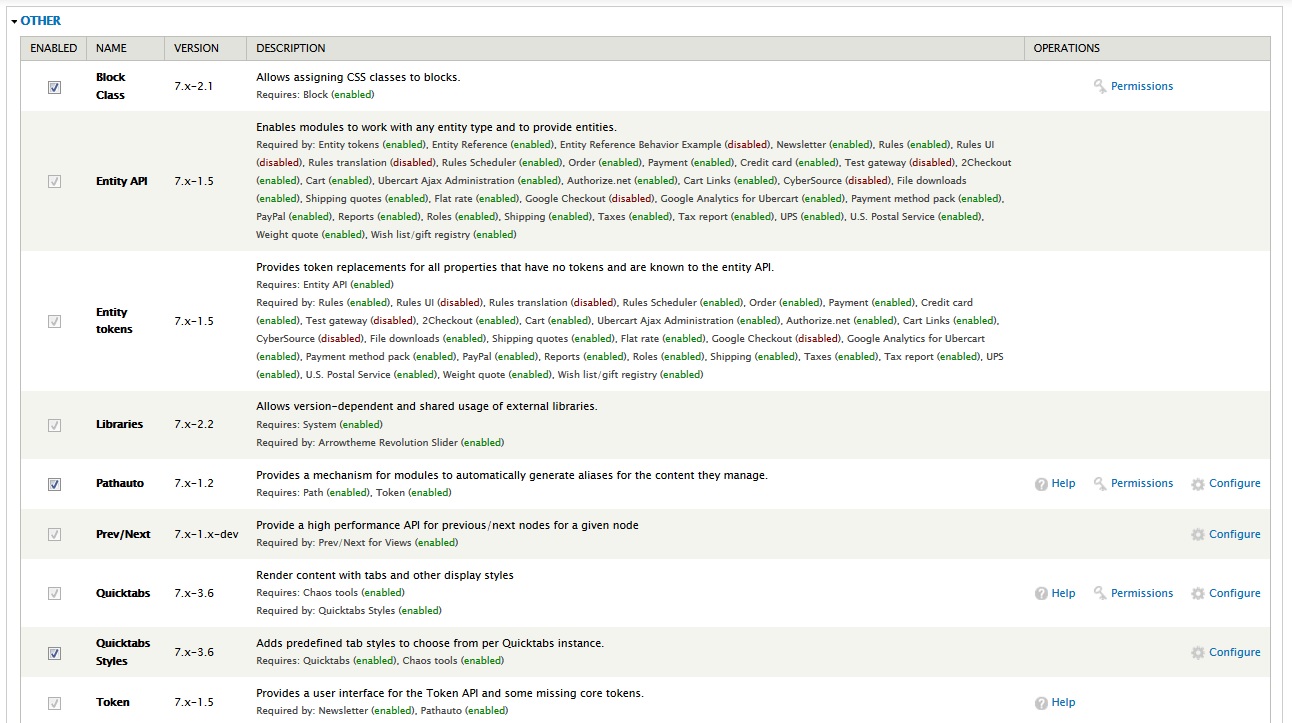 OTHER
ENABLED NAME VERSION DESCRIPTION OPERATIONS
Block Class 7.x-2.1 Allows assigning CSS classes to blocks.
Requires: Block (enabled)
Permissions
Entity API 7.x-1.5 Enables modules to work with any entity type and to provide entities.
Required by: Entity tokens (enabled), Entity Reference (enabled), Entity Reference Behavior Example (disabled), Newsletter (enabled), Rules (enabled), Rules UI
(disabled), Rules translation (disabled), Rules Scheduler (enabled), Order (enabled), Payment (enabled), Credit card (enabled), Test gateway (disabled), 2Checkout
(enabled), Cart (enabled), Ubercart Ajax Administration (enabled), Authorize.net (enabled), Cart Links (enabled), CyberSource (disabled), File downloads
(enabled), Shipping quotes (enabled), Flat rate (enabled), Google Checkout (disabled), Google Analytics for Ubercart (enabled), Payment method pack (enabled),
PayPal (enabled), Reports (enabled), Roles (enabled), Shipping (enabled), Taxes (enabled), Tax report (enabled), UPS (enabled), U.S. Postal Service (enabled),
Weight quote (enabled), Wish list/gift registry (enabled)
Entity tokens 7.x-1.5 Provides token replacements for all properties that have no tokens and are known to the entity API.
Requires: Entity API (enabled)
Required by: Rules (enabled), Rules UI (disabled), Rules translation (disabled), Rules Scheduler (enabled), Order (enabled), Payment (enabled), Credit card
(enabled), Test gateway (disabled), 2Checkout (enabled), Cart (enabled), Ubercart Ajax Administration (enabled), Authorize.net (enabled), Cart Links (enabled),
CyberSource (disabled), File downloads (enabled), Shipping quotes (enabled), Flat rate (enabled), Google Checkout (disabled), Google Analytics for Ubercart
(enabled), Payment method pack (enabled), PayPal (enabled), Reports (enabled), Roles (enabled), Shipping (enabled), Taxes (enabled), Tax report (enabled), UPS
(enabled), U.S. Postal Service (enabled), Weight quote (enabled), Wish list/gift registry (enabled)
Libraries 7.x-2.2 Allows version-dependent and shared usage of external libraries.
Requires: System (enabled)
Required by: Arrowtheme Revolution Slider (enabled)
Pathauto 7.x-1.2 Provides a mechanism for modules to automatically generate aliases for the content they manage.
Requires: Path (enabled), Token (enabled)
Help Permissions Configure
Prev/Next 7.x-1.x-dev Provide a high performance API for previous/next nodes for a given node
Required by: Prev/Next for Views (enabled)
Configure
Quicktabs 7.x-3.6 Render content with tabs and other display styles
Requires: Chaos tools (enabled)
Required by: Quicktabs Styles (enabled)
Help Permissions Configure
Quicktabs Styles 7.x-3.6 Adds predefined tab styles to choose from per Quicktabs instance.
Requires: Quicktabs (enabled), Chaos tools (enabled)
Configure
Token 7.x-1.5 Provides a user interface for the Token API and some missing core tokens.
Required by: Newsletter (enabled), Pathauto (enabled)
Help